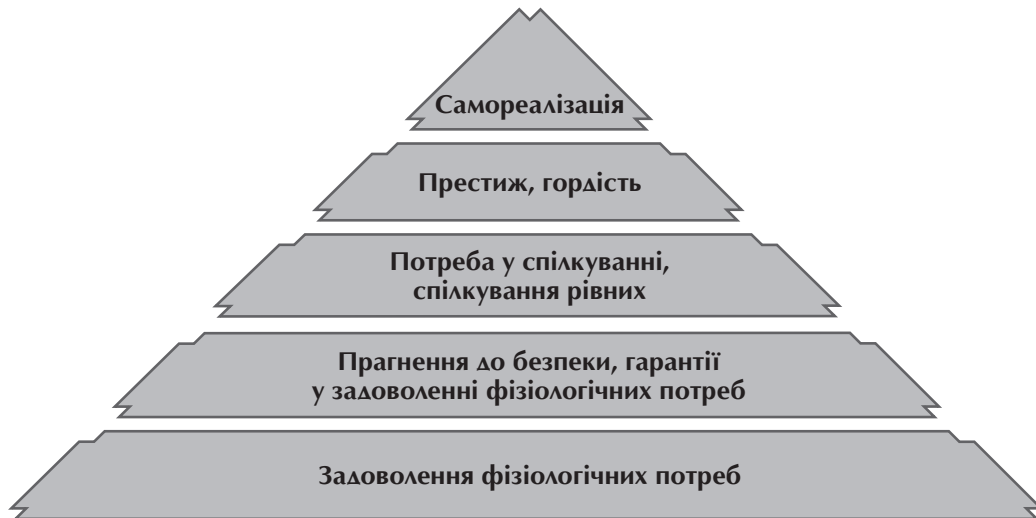 Самореалізація
Престиж, гордість
Потреба у спілкуванні,
спілкування рівних
Прагнення до безпеки, гарантії
у задоволенні фізіологічних потреб
Задоволення фізіологічних потреб